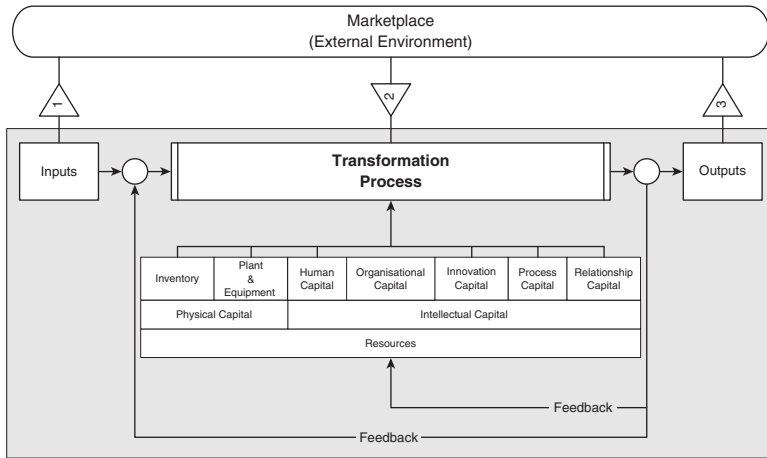 Marketplace
(External Environment)
1
2
3
Inputs
Transformation
Process
Outputs
Inventory
Plant
&
Equipment
Human
Capital
Organisational
Capital
Innovation
Capital
Process
Capital
Relationship
Capital
Physical Capital
Intellectual Capital
Resources
Feedback
Feedback